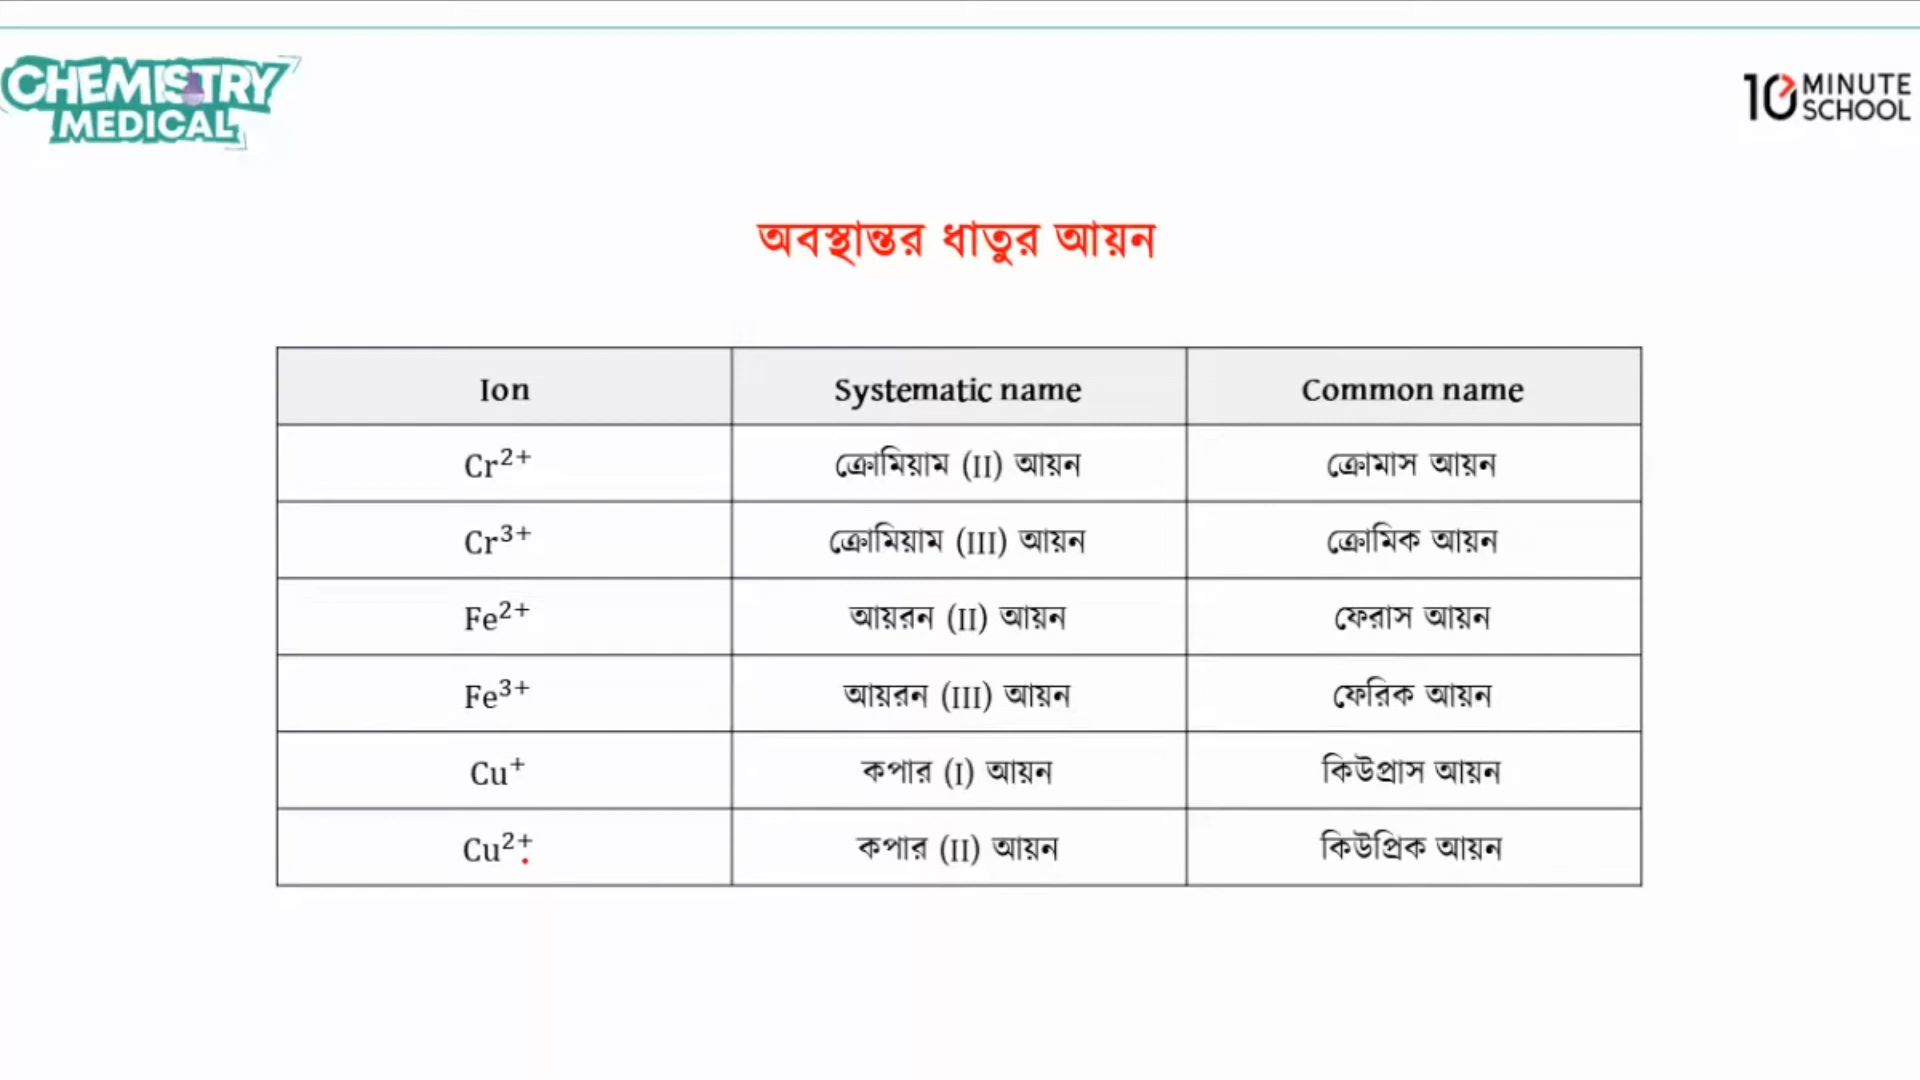 CHEMISTRY
MEDICAL
10 MINUTE
SCHOOL
অবস্থান্তর ধাতুর আয়ন
Ion Systematic name Common name
Cr²⁺ ক্রোমিয়াম (II) আয়ন ক্রোমাস আয়ন
Cr³⁺ ক্রোমিয়াম (III) আয়ন ক্রোমিক আয়ন
Fe²⁺ আয়রন (II) আয়ন ফেরাস আয়ন
Fe³⁺ আয়রন (III) আয়ন ফেরিক আয়ন
Cu⁺ কপার (I) আয়ন কিউপ্রাস আয়ন
Cu²⁺ কপার (II) আয়ন কিউপ্রিক আয়ন